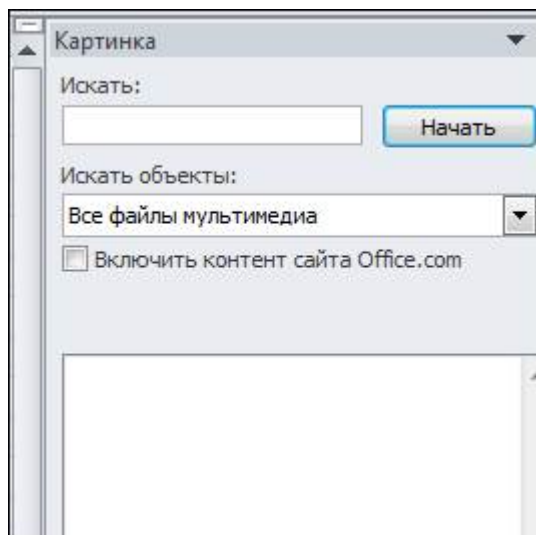 Картинка
Искать:
Начать
Искать объекты:
Все файлы мультимедиа
Включить контент сайта Office.com